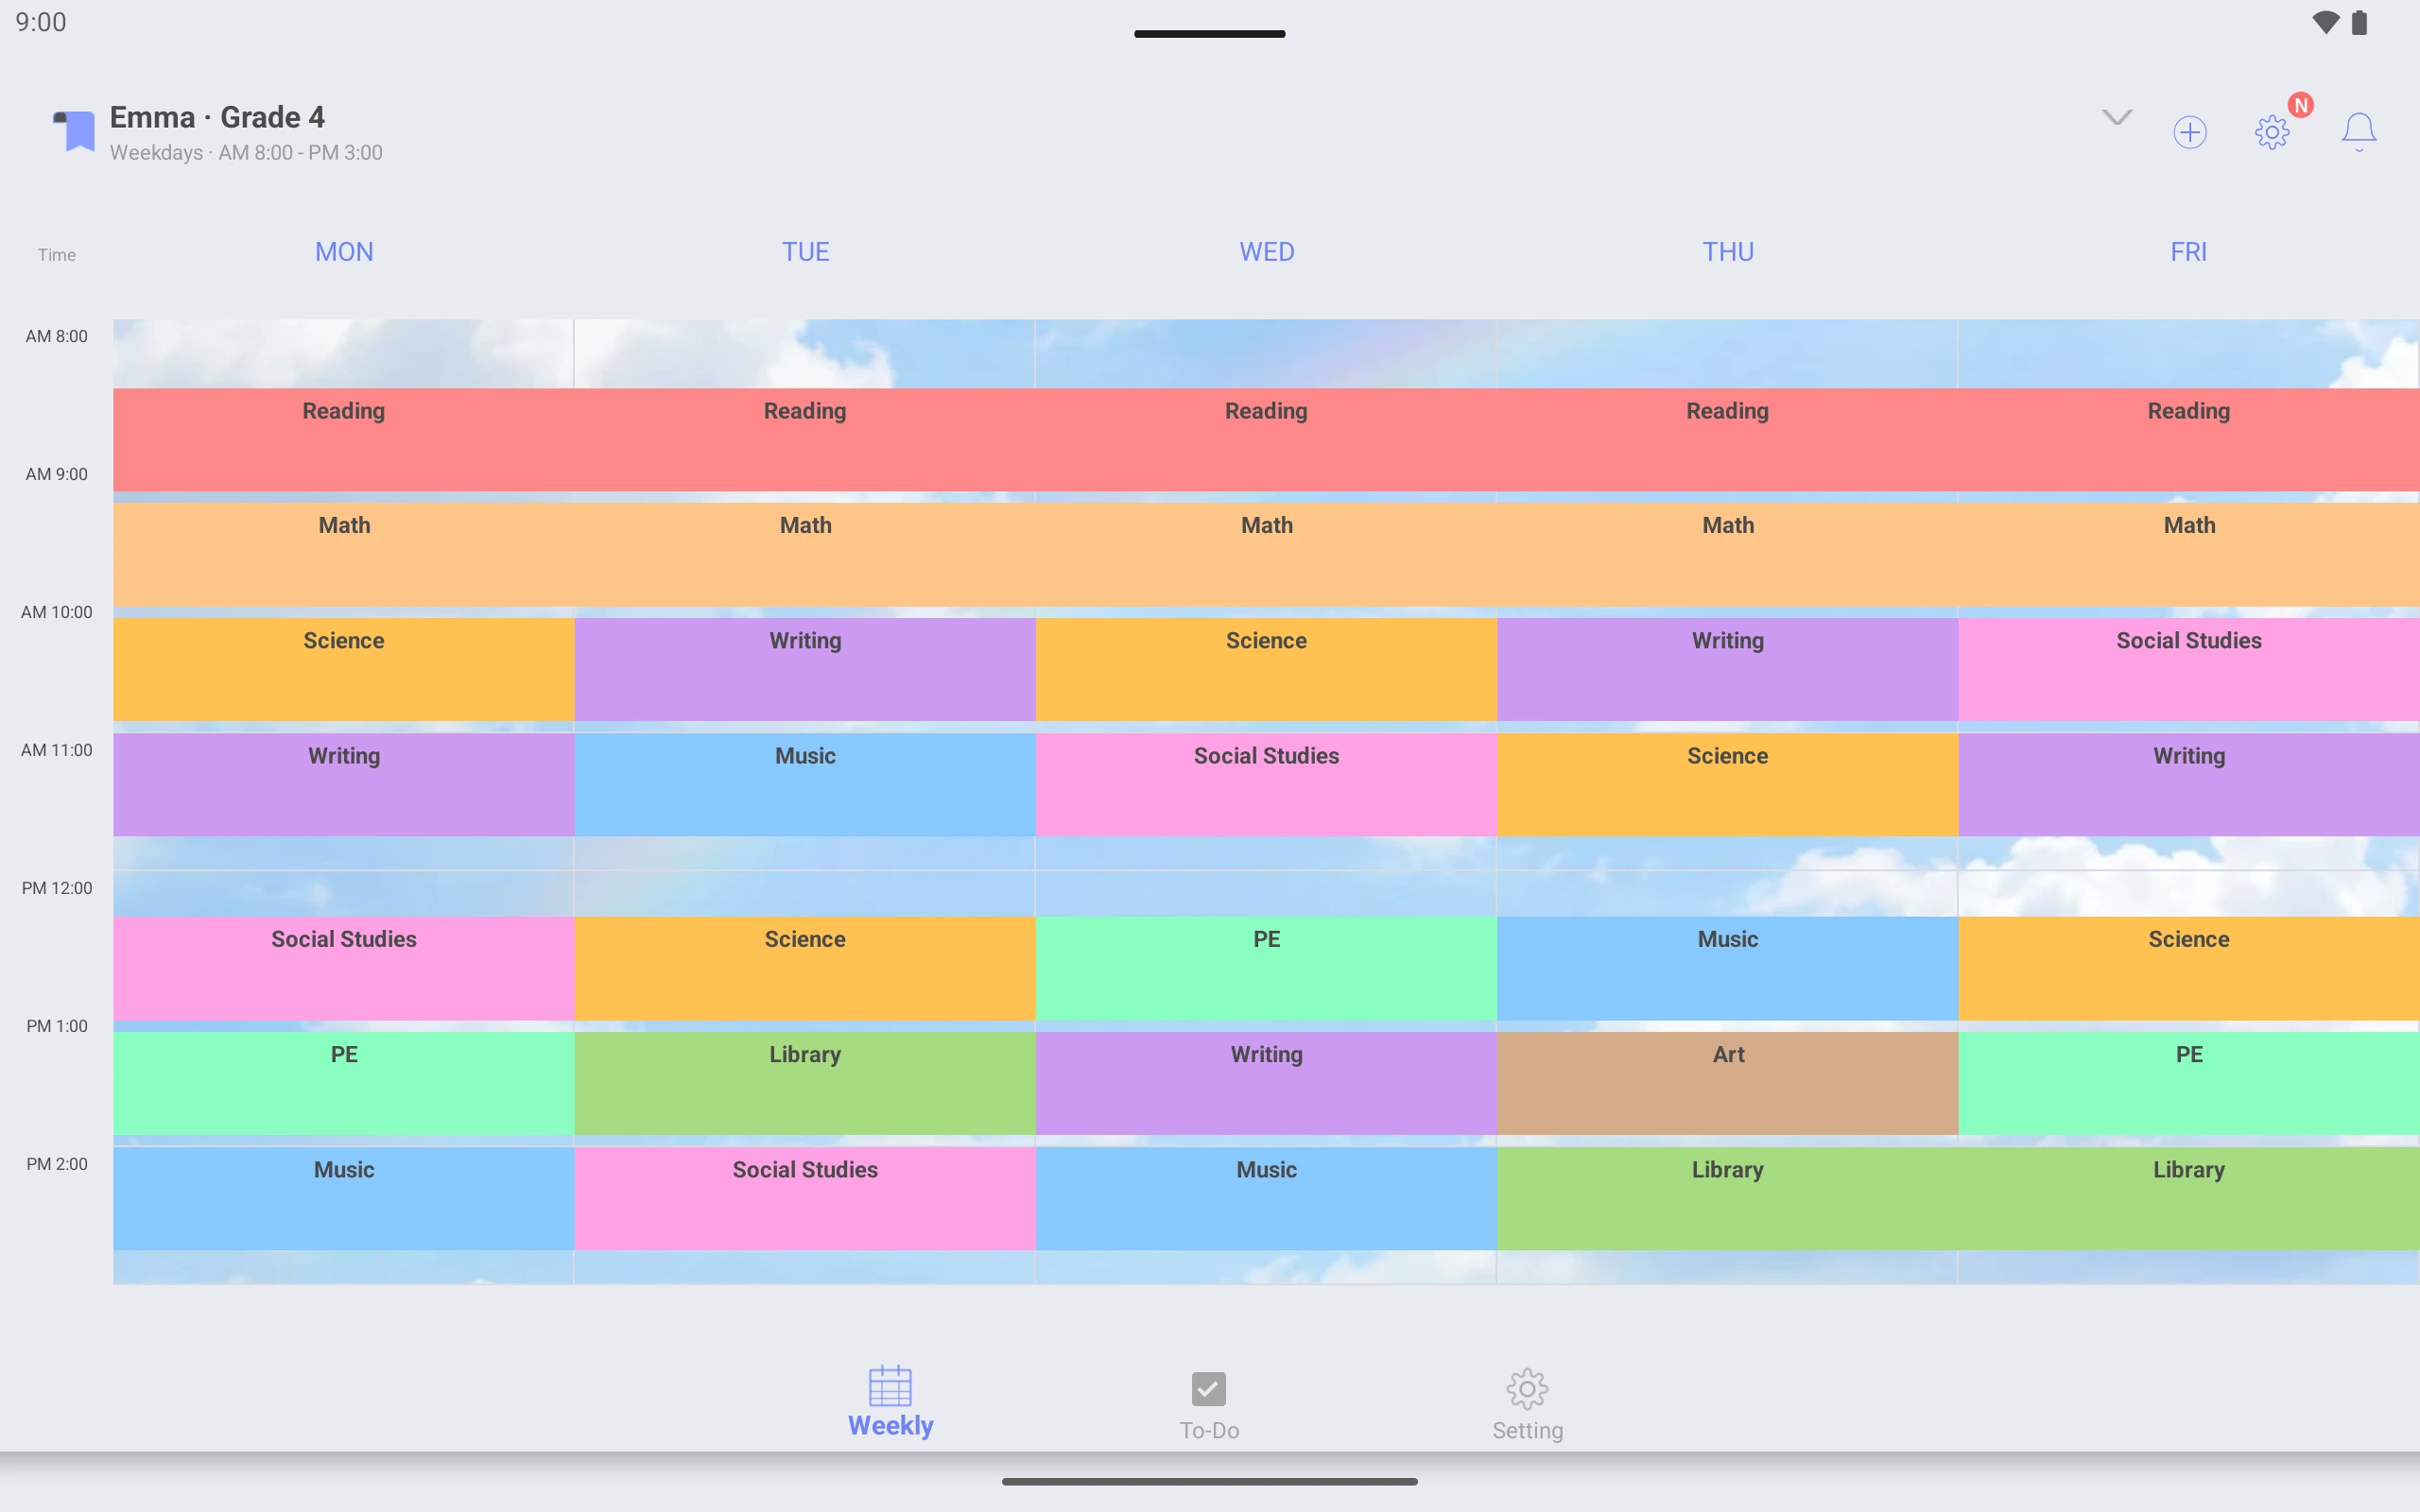 9:00
Emma · Grade 4
N
Weekdays · AM 8:00 - PM 3:00
Time MON TUE WED THU FRI
AM 8:00
Reading Reading Reading Reading Reading
AM 9:00
Math Math Math Math Math
AM 10:00
Science Writing Science Writing Social Studies
AM 11:00
Writing Music Social Studies Science Writing
PM 12:00
Social Studies Science PE Music Science
PM 1:00
PE Library Writing Art PE
PM 2:00
Music Social Studies Music Library Library
Weekly To-Do Setting